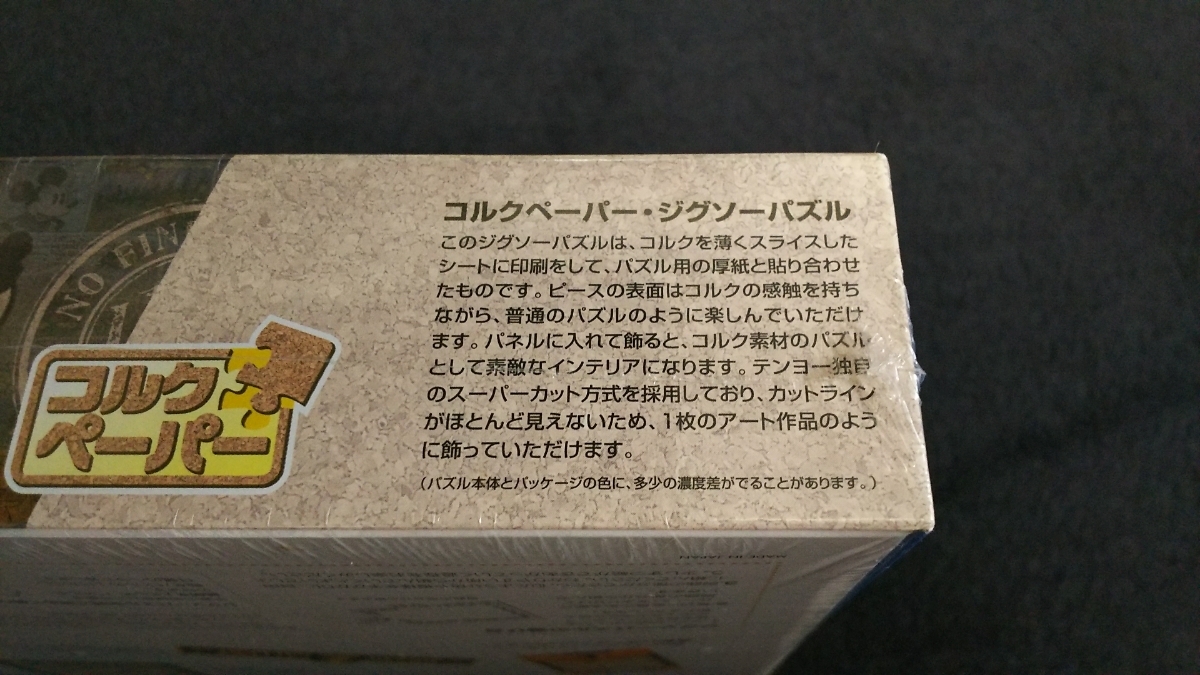 コルクペーパー・ジグソーパズル
このジグソーパズルは、コルクを薄くスライスした
シートに印刷をして、パズル用の厚紙と貼り合わせ
たものです。ピースの表面はコルクの感触を持ち
ながら、普通のパズルのように楽しんでいただけ
ます。パネルに入れて飾ると、コルク素材のパズル
として素敵なインテリアになります。テンヨー独自
のスーパーカット方式を採用しており、カットライン
がほとんど見えないため、1枚のアート作品のよう
に飾っていただけます。
（パズル本体とパッケージの色に、多少の濃度差がでることがあります。）
NO FIN
コルク
ペーパー
MADE IN JAPAN